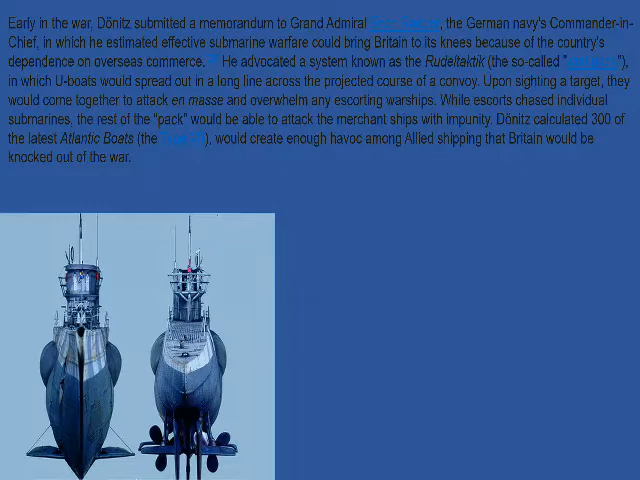 Early in the war, Dönitz submitted a memorandum to Grand Admiral Erich Raeder, the German navy's Commander-in-
Chief, in which he estimated effective submarine warfare could bring Britain to its knees because of the country's
dependence on overseas commerce. He advocated a system known as the Rudeltaktik (the so-called "wolf pack"),
in which U-boats would spread out in a long line across the projected course of a convoy. Upon sighting a target, they
would come together to attack en masse and overwhelm any escorting warships. While escorts chased individual
submarines, the rest of the "pack" would be able to attack the merchant ships with impunity. Dönitz calculated 300 of
the latest Atlantic Boats (the Type VII), would create enough havoc among Allied shipping that Britain would be
knocked out of the war.